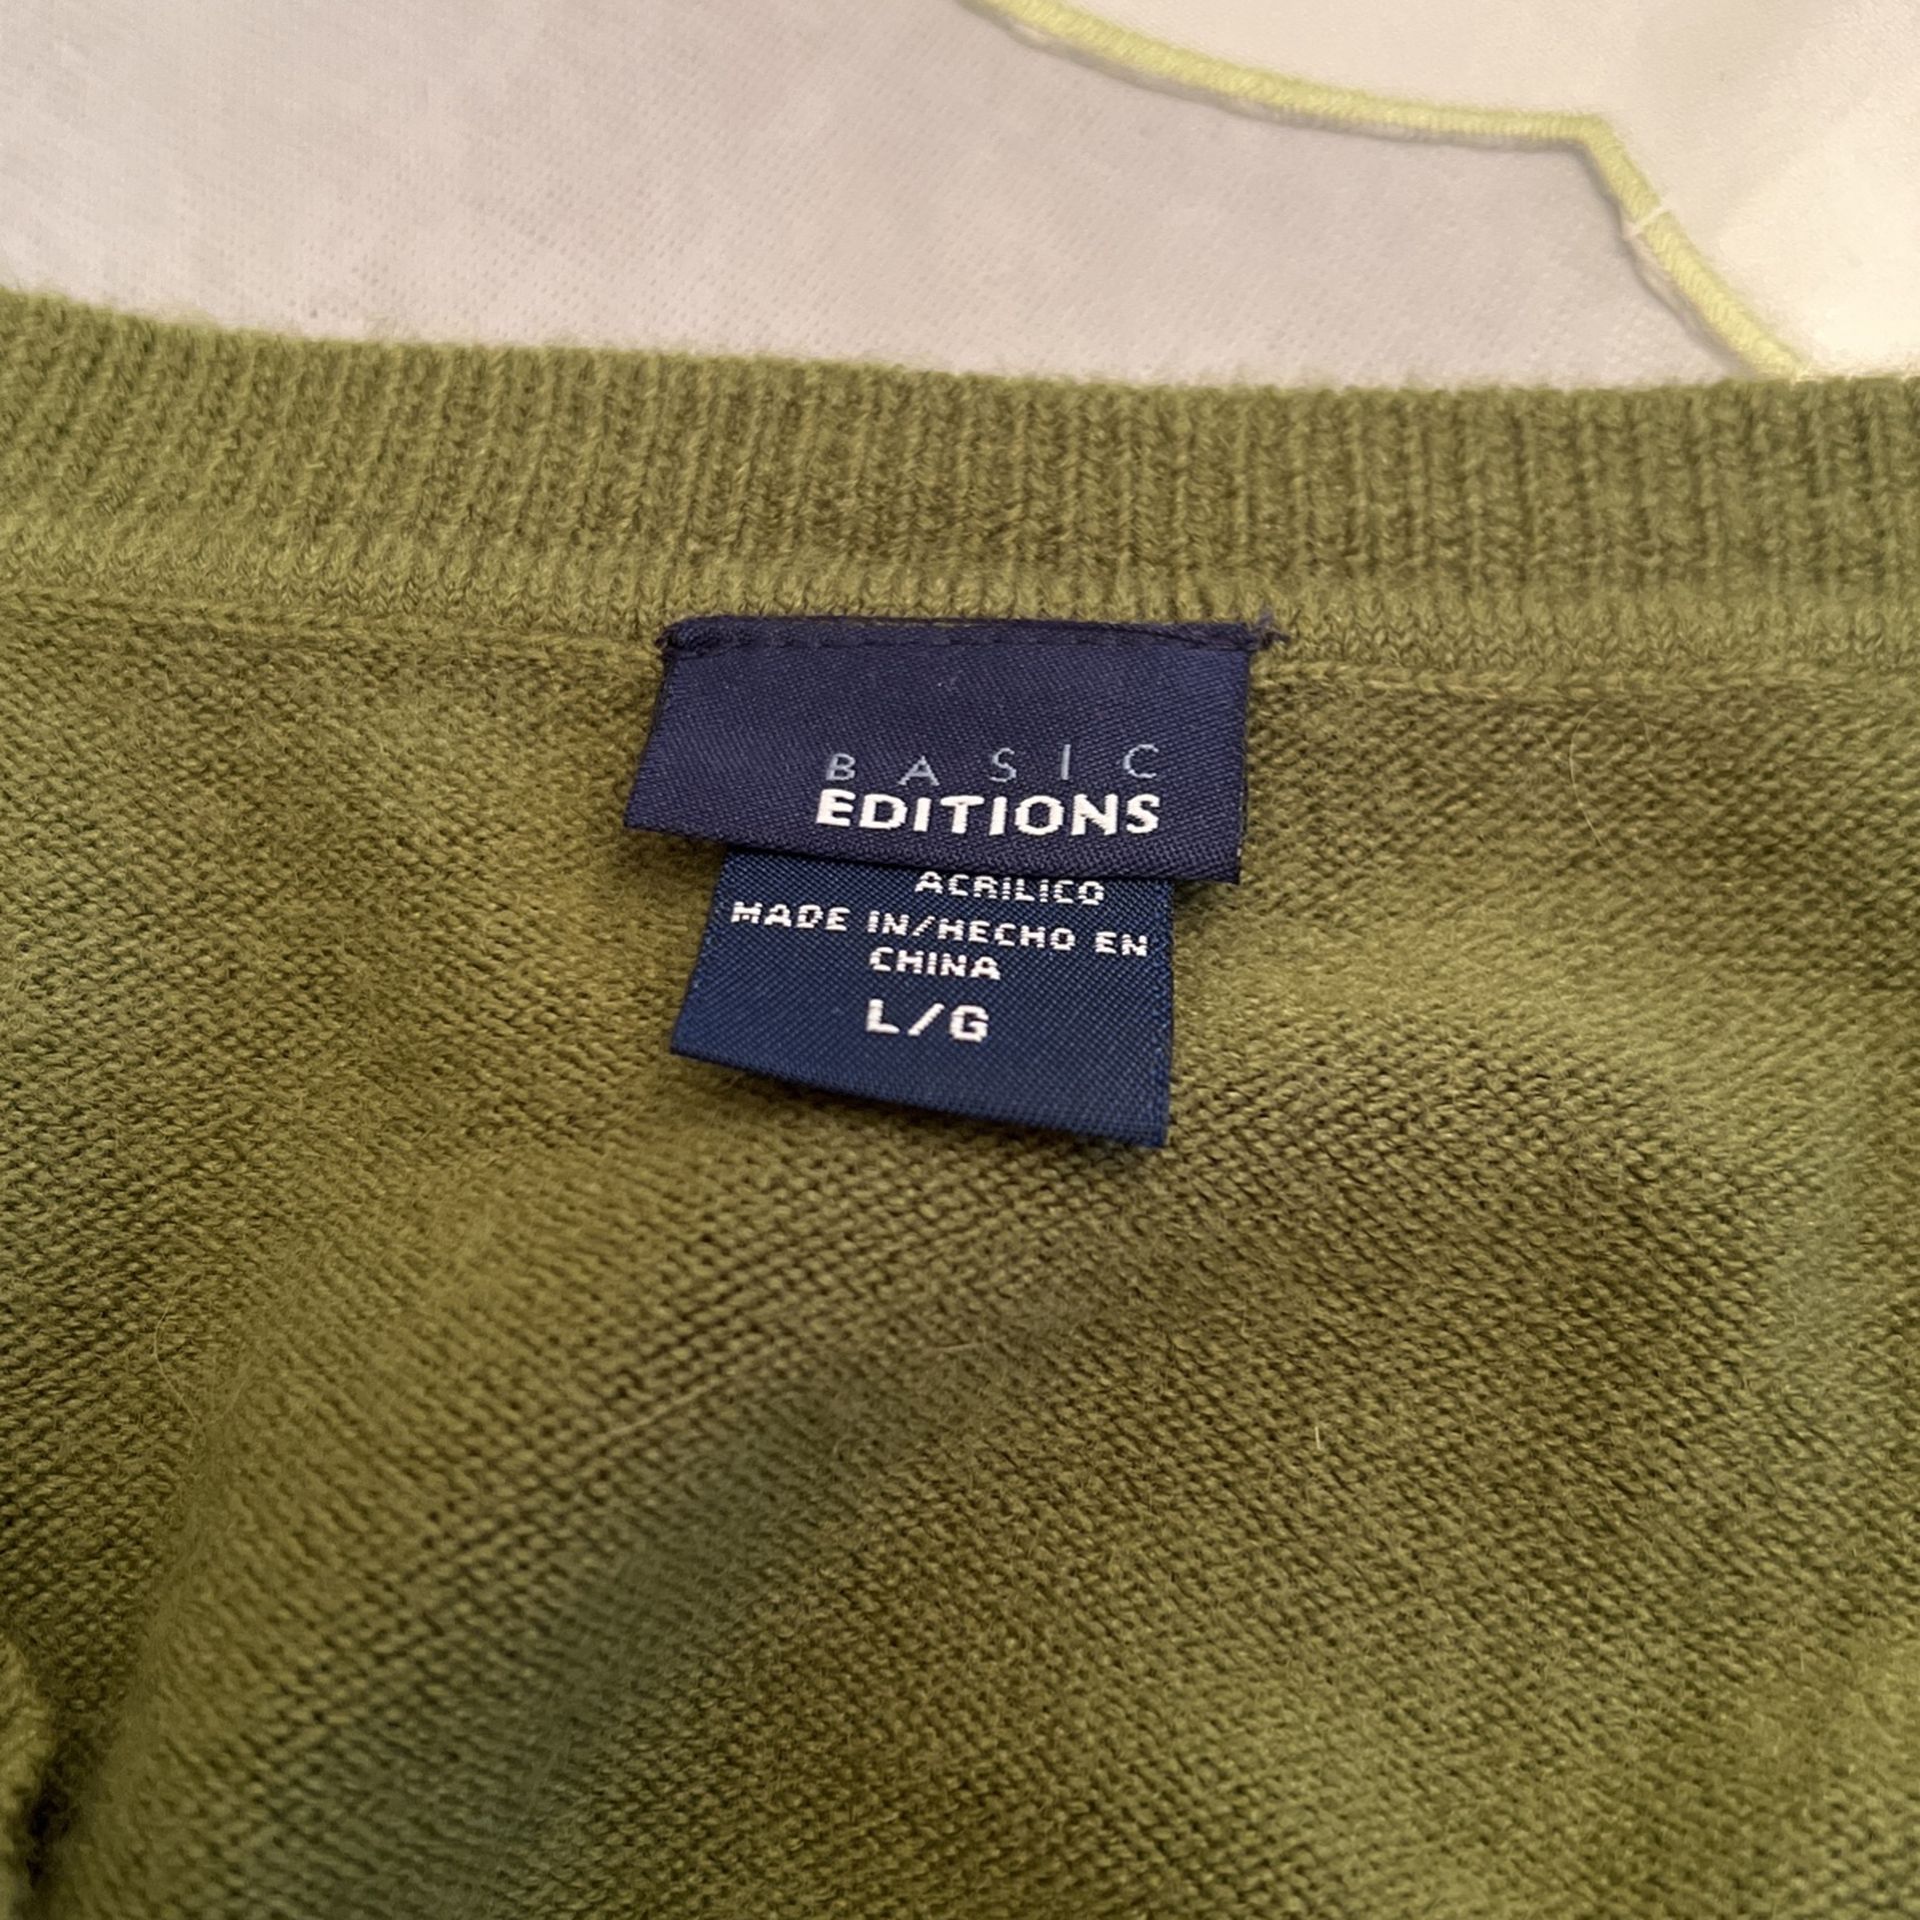 BASIC
EDITIONS
ACRILICO
MADE IN/HECHO EN
CHINA
L/G